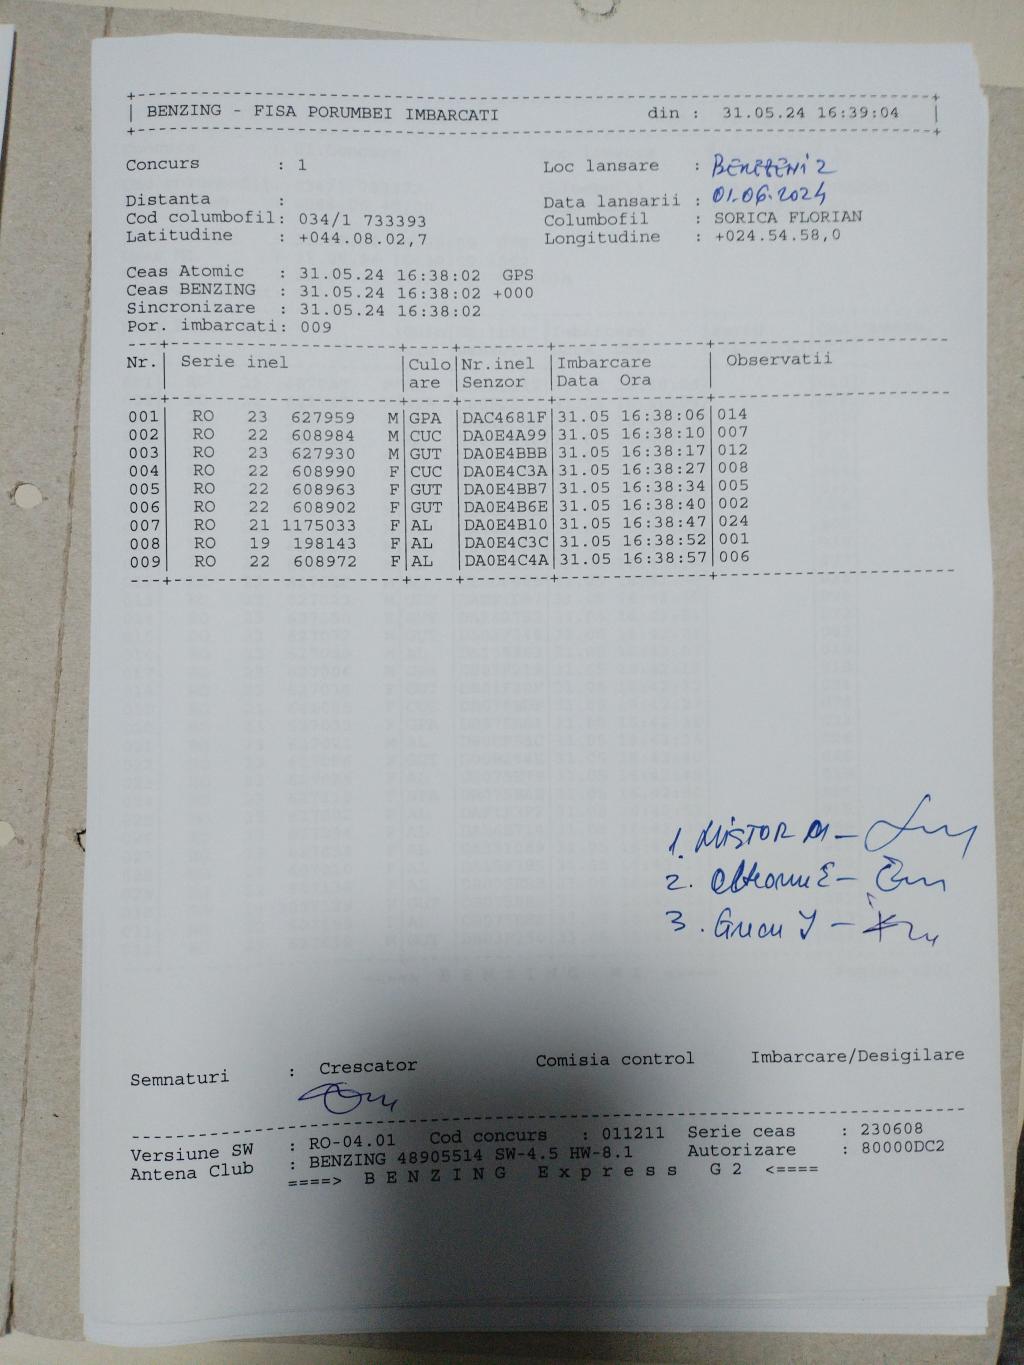 BENZING - FISA PORUMBEI IMBARCATI din : 31.05.24 16:39:04
Concurs : 1 Loc lansare :
Distanta : Data lansarii : 01.06.2024
Cod columbofil: 034/1 733393 Columbofil : SORICA FLORIAN
Latitudine : +044.08.02,7 Longitudine : +024.54.58,0
Ceas Atomic : 31.05.24 16:38:02 GPS
Ceas BENZING : 31.05.24 16:38:02 +000
Sincronizare : 31.05.24 16:38:02
Por. imbarcati: 009
Nr. Serie inel Culo Nr.inel Imbarcare Observatii
are Senzor Data Ora
001 RO 23 627959 M GPA DAC4681F 31.05 16:38:06 014
002 RO 22 608984 M CUC DA0E4A99 31.05 16:38:10 007
003 RO 23 627930 M GUT DA0E4BBB 31.05 16:38:17 012
004 RO 22 608990 F CUC DA0E4C3A 31.05 16:38:27 008
005 RO 22 608963 F GUT DA0E4BB7 31.05 16:38:34 005
006 RO 22 608902 F GUT DA0E4B6E 31.05 16:38:40 002
007 RO 21 1175033 F AL DA0E4B10 31.05 16:38:47 024
008 RO 19 198143 F AL DA0E4C3C 31.05 16:38:52 001
009 RO 22 608972 F AL DA0E4C4A 31.05 16:38:57 006
1.
2.
3.
Semnaturi : Crescator Comisia control Imbarcare/Desigilare
Versiune SW : RO-04.01 Cod concurs : 011211 Serie ceas : 230608
Antena Club : BENZING 48905514 SW-4.5 HW-8.1 Autorizare : 80000DC2
====> B E N Z I N G E x p r e s s G 2 <====